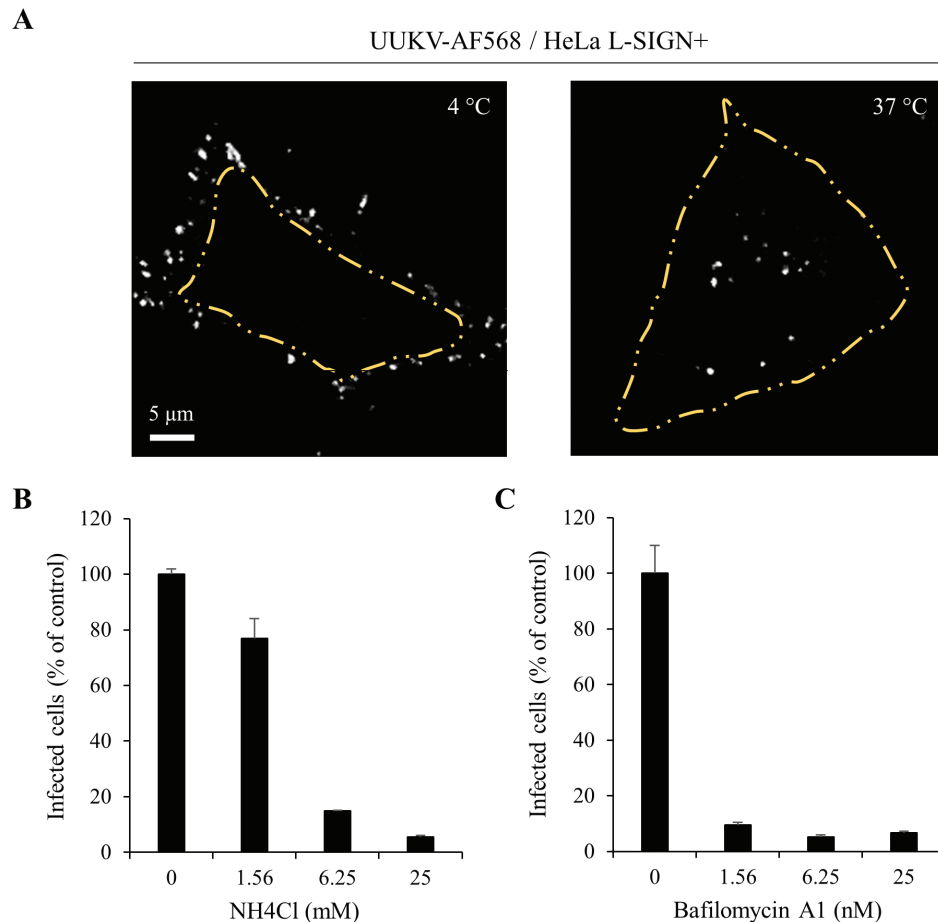 A
UUKV-AF568 / HeLa L-SIGN+
4 °C
37 °C
5 µm
B
C
Infected cells (% of control)
120
100
80
60
40
20
0
0
1.56
6.25
25
NH4Cl (mM)
Infected cells (% of control)
120
100
80
60
40
20
0
0
1.56
6.25
25
Bafilomycin A1 (nM)